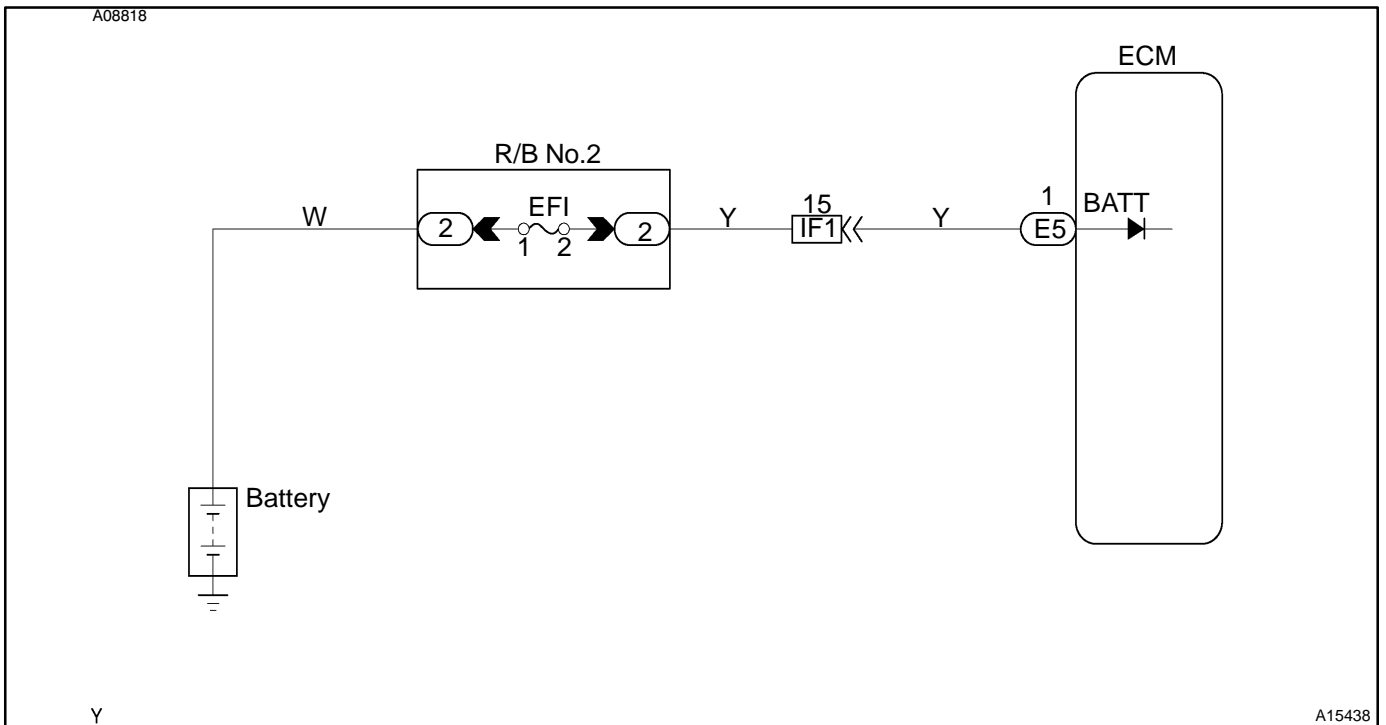 A08818
ECM
R/B No.2
W
2
EFI
1
2
2
Y
15
IF1
Y
1
E5
BATT
Battery
Y
A15438